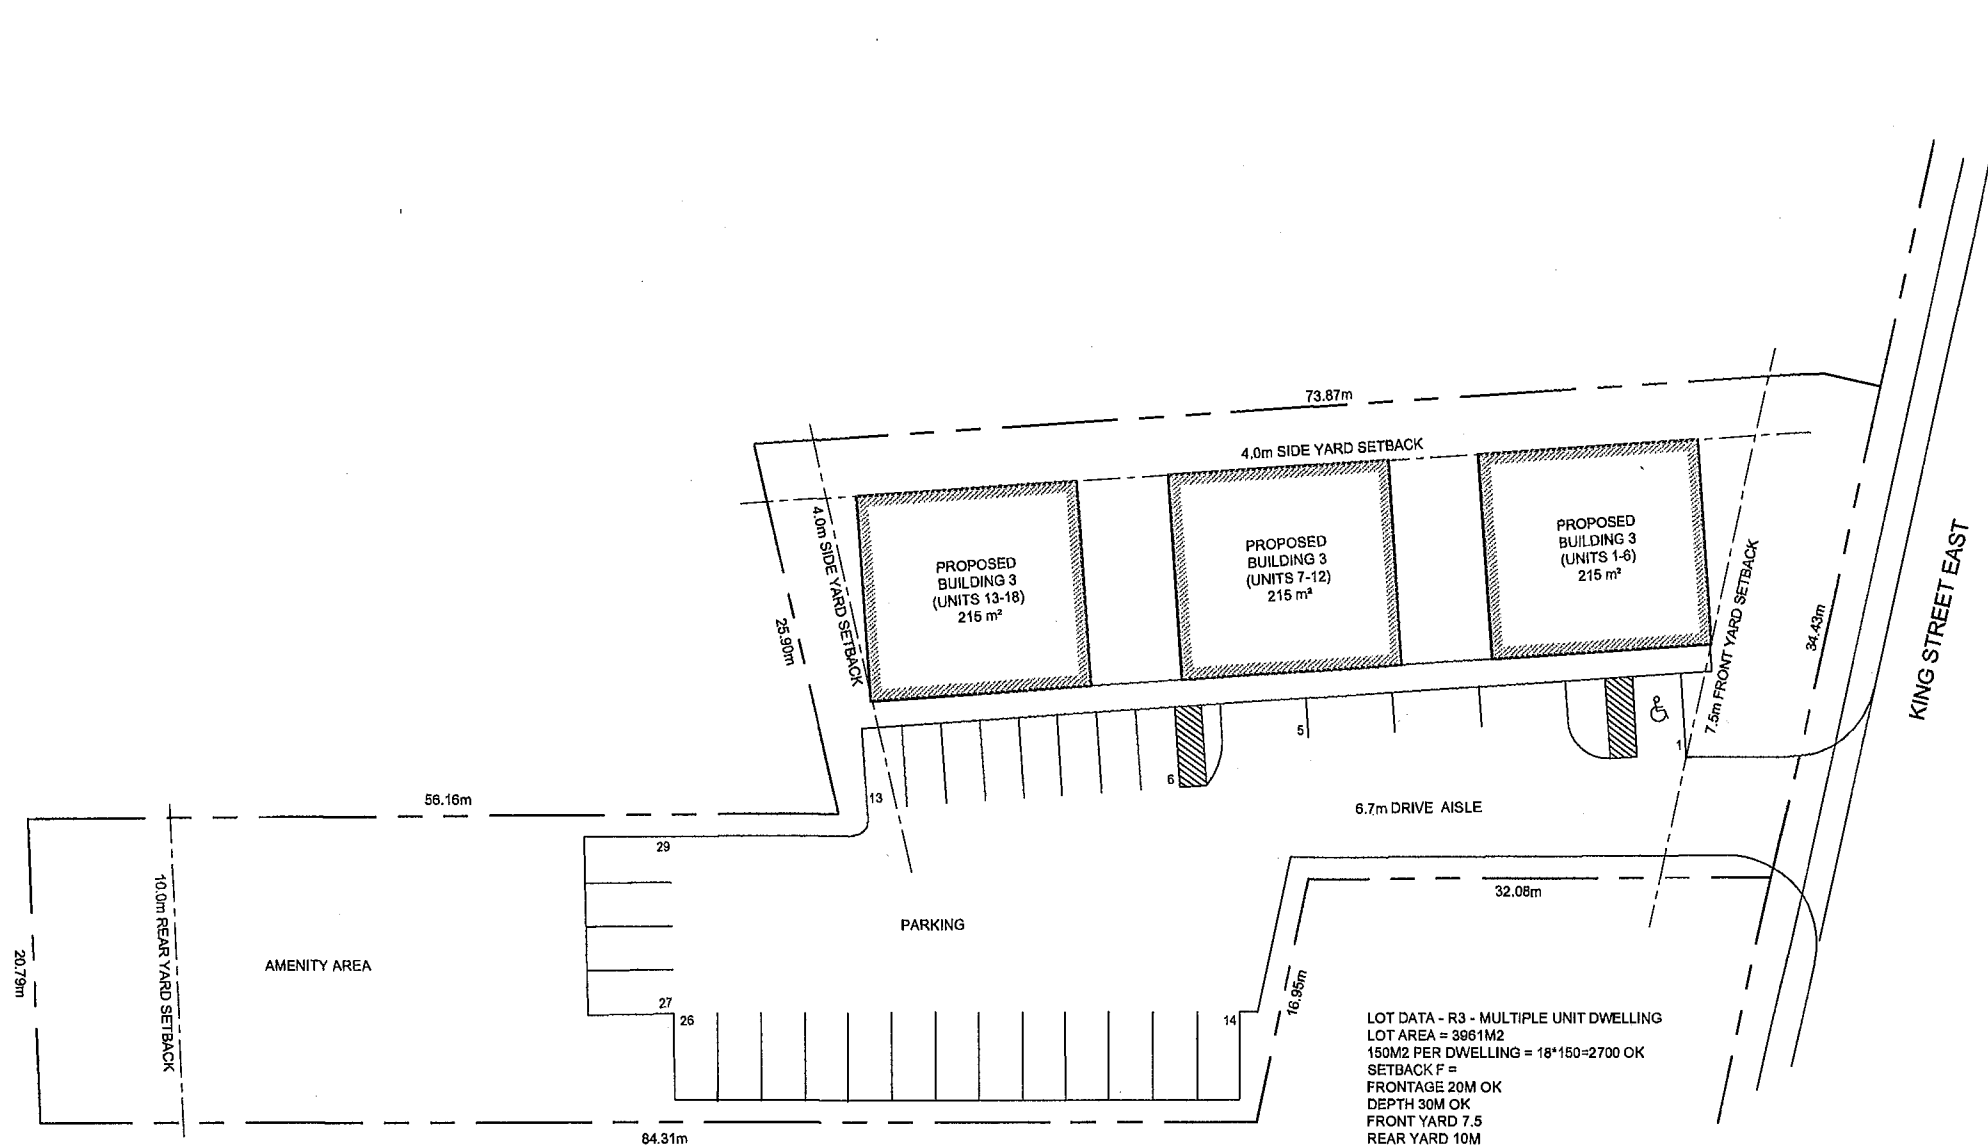 73.87m
4.0m SIDE YARD SETBACK
PROPOSED
BUILDING 3
(UNITS 13-18)
215 m²
PROPOSED
BUILDING 3
(UNITS 7-12)
215 m²
PROPOSED
BUILDING 3
(UNITS 1-6)
215 m²
4.0m SIDE YARD SETBACK
25.90m
7.5m FRONT YARD SETBACK
34.43m
KING STREET EAST
13
6
5
1
6.7m DRIVE AISLE
56.16m
29
27
26
14
10.0m REAR YARD SETBACK
20.79m
AMENITY AREA
PARKING
32.08m
16.95m
84.31m
LOT DATA - R3 - MULTIPLE UNIT DWELLING
LOT AREA = 3961M2
150M2 PER DWELLING = 18*150=2700 OK
SETBACK F =
FRONTAGE 20M OK
DEPTH 30M OK
FRONT YARD 7.5
REAR YARD 10M